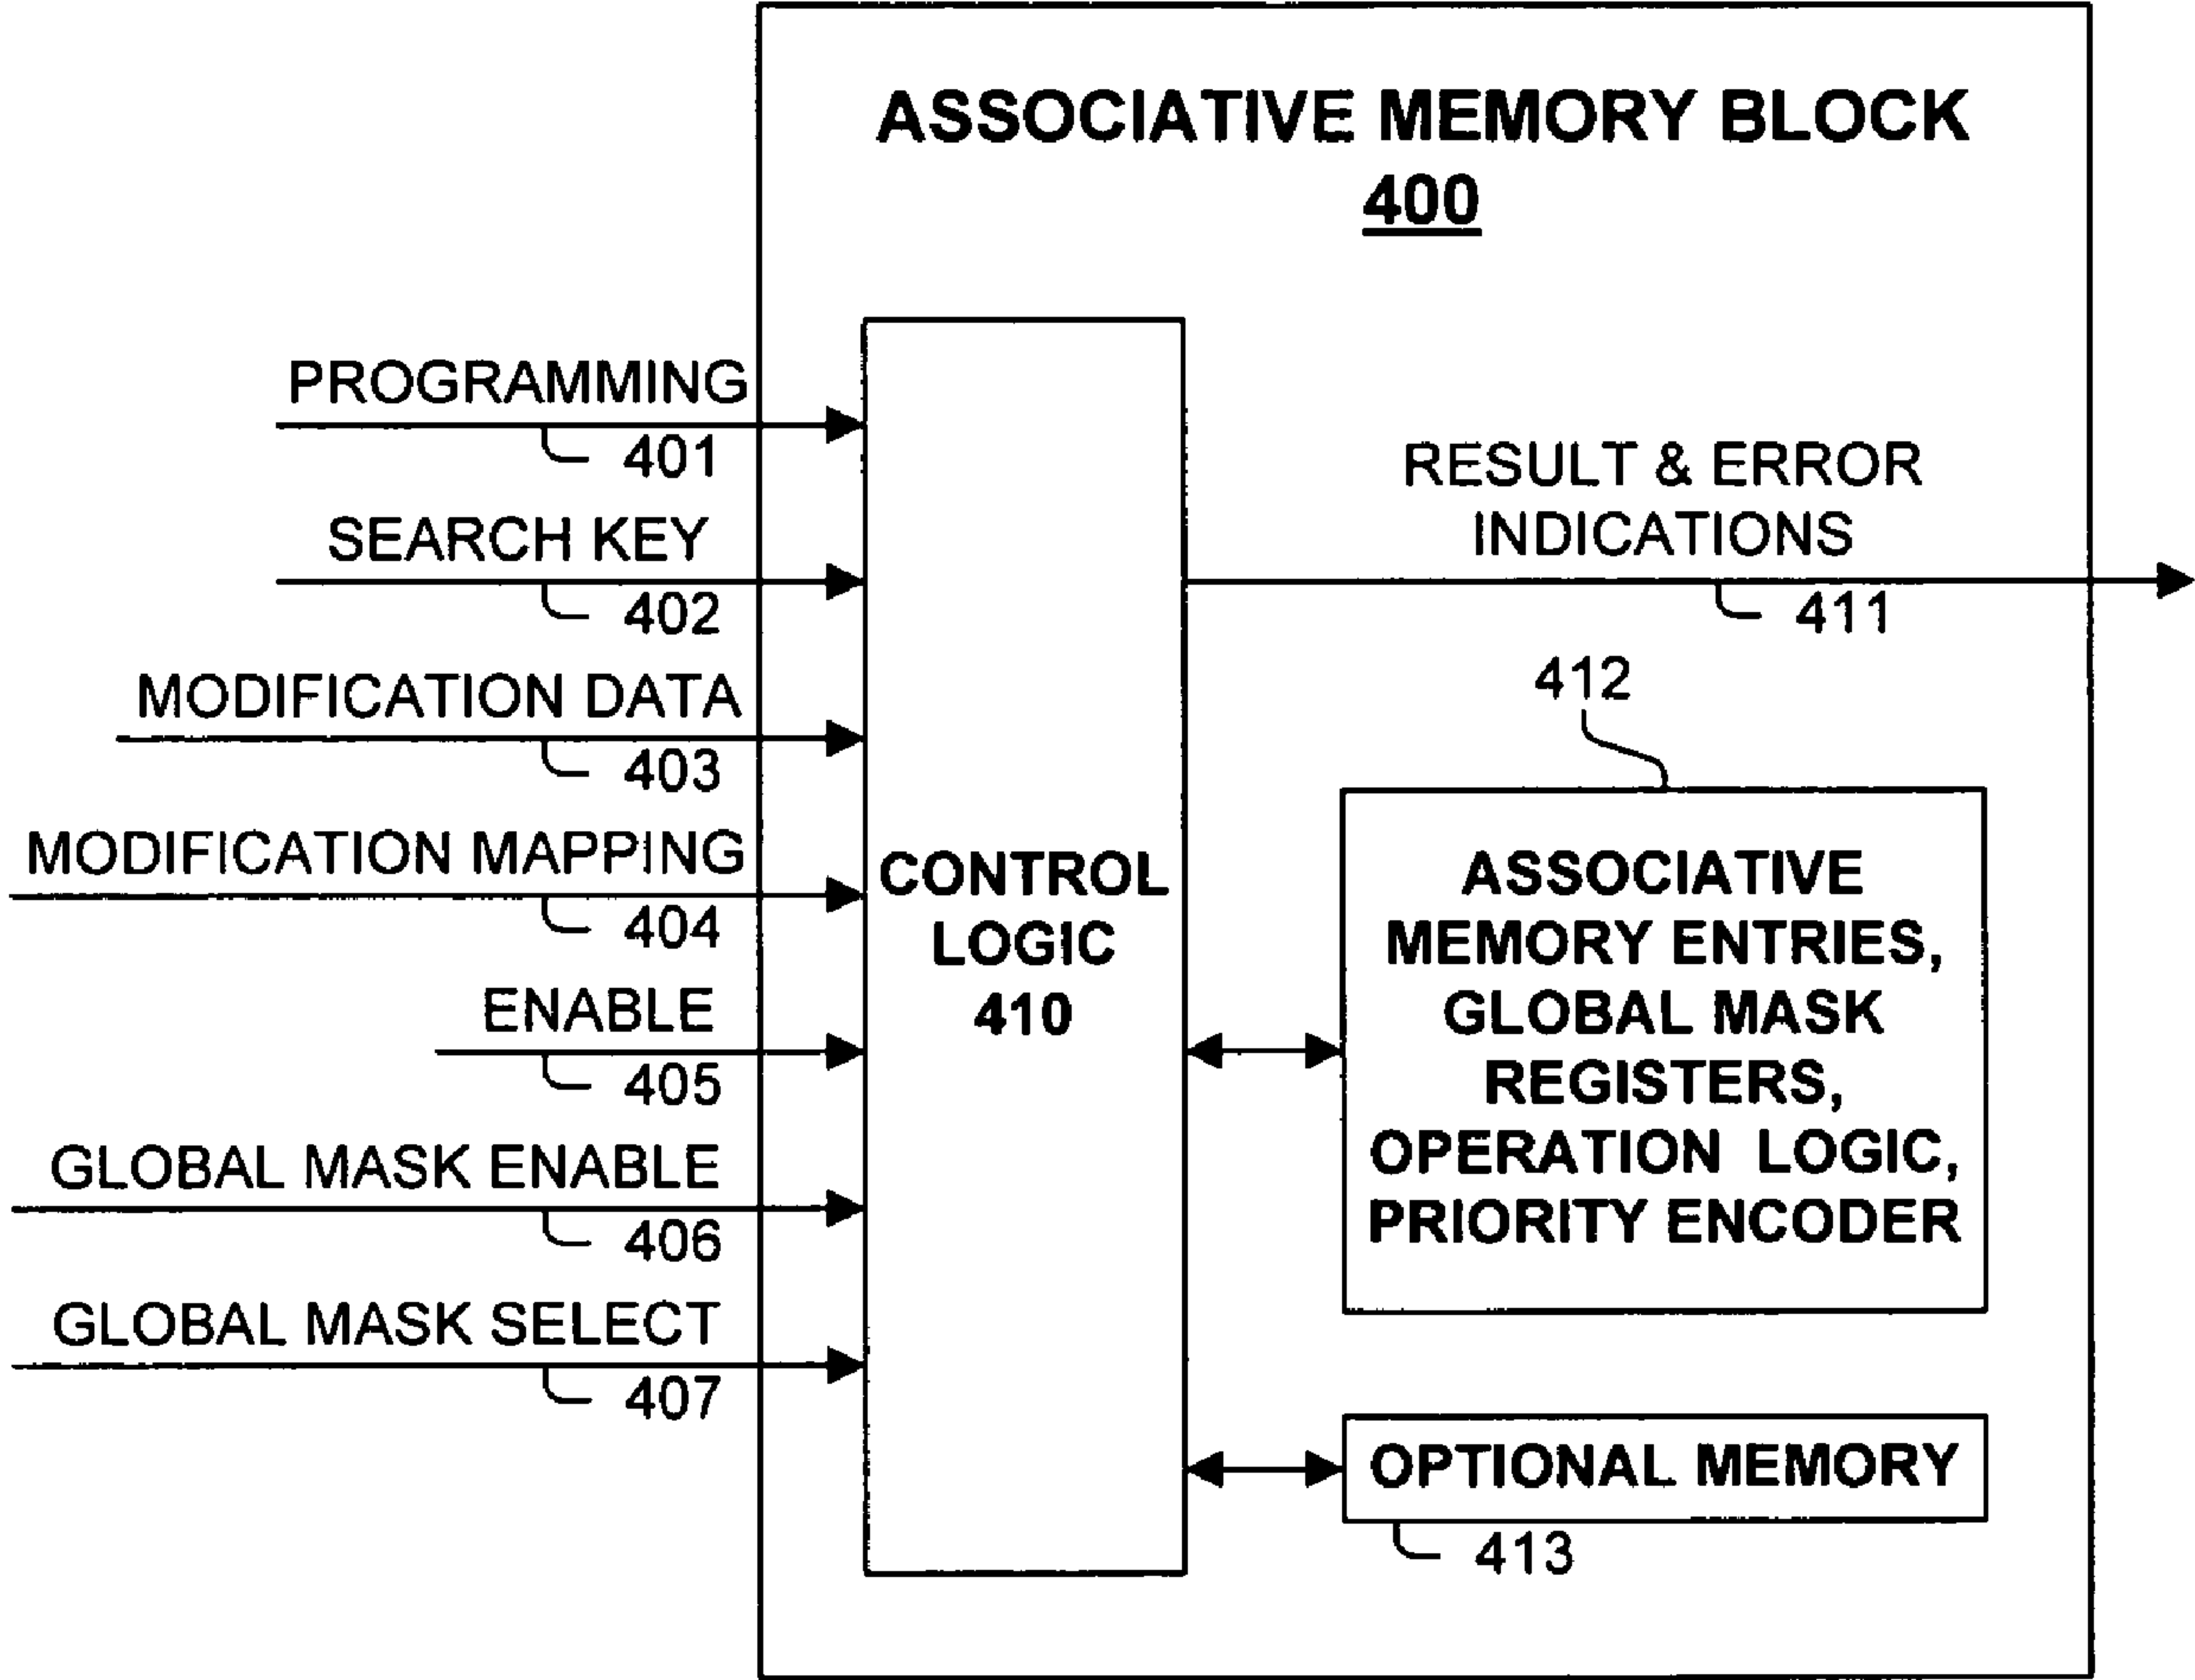 ASSOCIATIVE MEMORY BLOCK
400
PROGRAMMING
401
SEARCH KEY
402
MODIFICATION DATA
403
MODIFICATION MAPPING
404
ENABLE
405
GLOBAL MASK ENABLE
406
GLOBAL MASK SELECT
407
CONTROL
LOGIC
410
RESULT & ERROR
INDICATIONS
411
412
ASSOCIATIVE
MEMORY ENTRIES,
GLOBAL MASK
REGISTERS,
OPERATION LOGIC,
PRIORITY ENCODER
OPTIONAL MEMORY
413